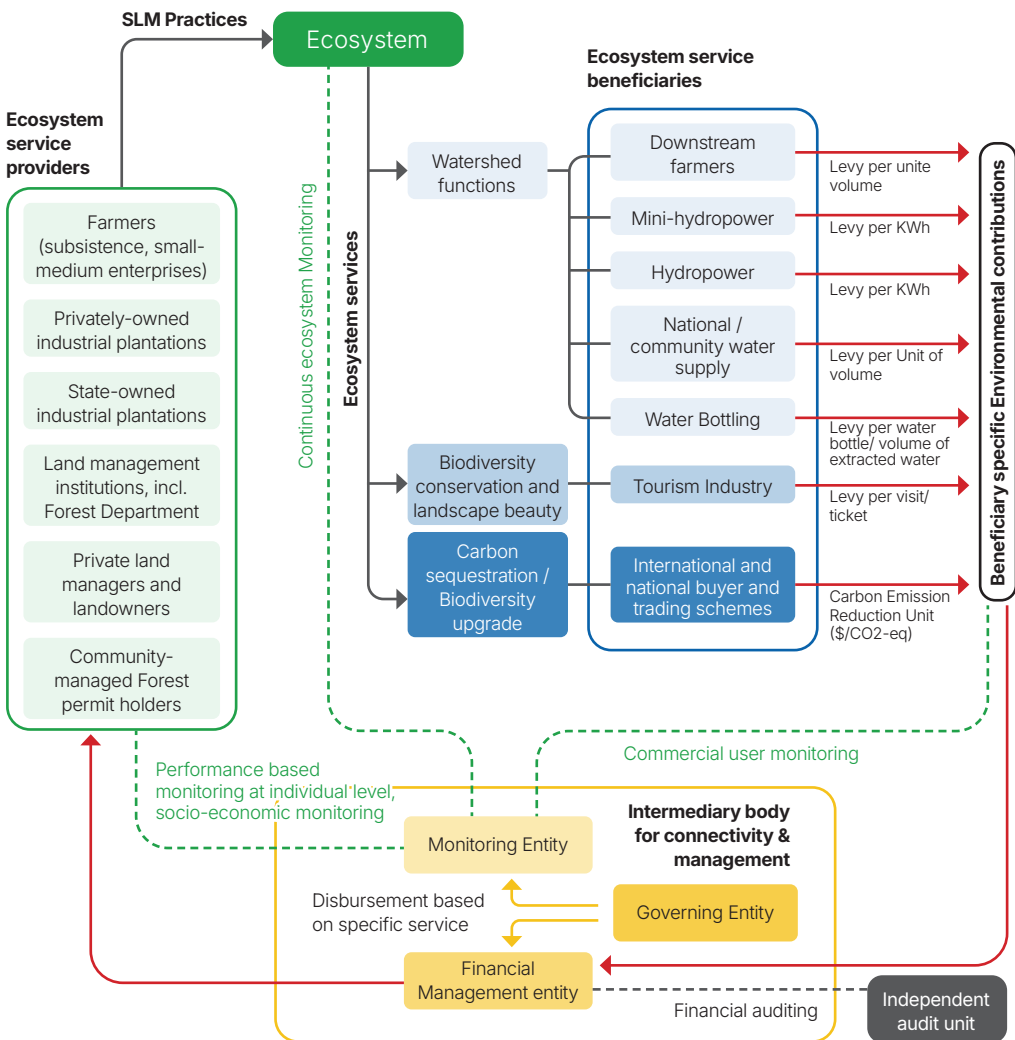 SLM Practices
Ecosystem
Ecosystem
service
providers
Farmers
(subsistence, small-
medium enterprises)
Privately-owned
industrial plantations
State-owned
industrial plantations
Land management
institutions, incl.
Forest Department
Private land
managers and
landowners
Community-
managed Forest
permit holders
Continuous ecosystem Monitoring
Ecosystem services
Watershed
functions
Biodiversity
conservation and
landscape beauty
Carbon
sequestration /
Biodiversity
upgrade
Ecosystem service
beneficiaries
Downstream
farmers
Mini-hydropower
Hydropower
National /
community water
supply
Water Bottling
Tourism Industry
International and
national buyer and
trading schemes
Levy per unite
volume
Levy per KWh
Levy per KWh
Levy per Unit of
volume
Levy per water
bottle/ volume of
extracted water
Levy per visit/
ticket
Carbon Emission
Reduction Unit
($/CO2-eq)
Beneficiary specific Environmental contributions
Commercial user monitoring
Performance based
monitoring at individual level,
socio-economic monitoring
Intermediary body
for connectivity &
management
Monitoring Entity
Disbursement based
on specific service
Governing Entity
Financial
Management entity
Financial auditing
Independent
audit unit